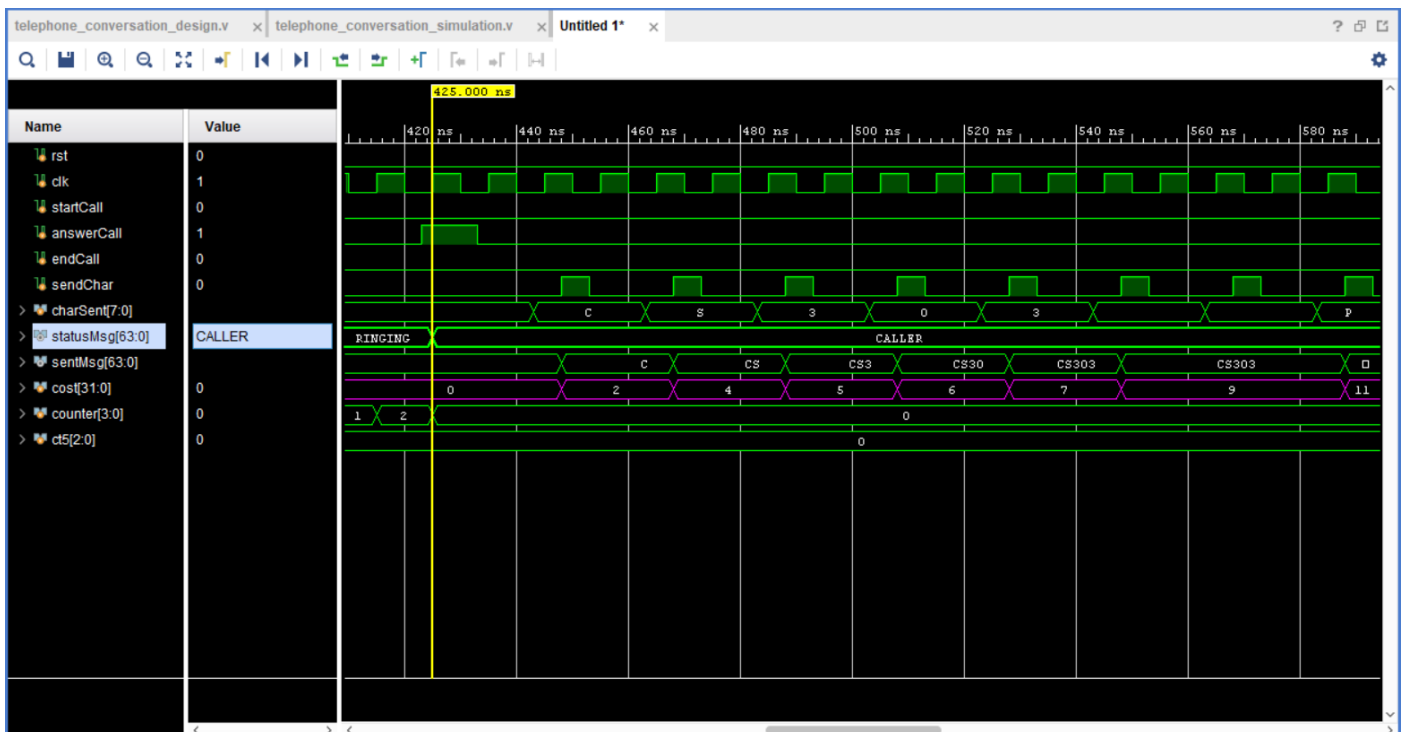 telephone_conversation_design.v × telephone_conversation_simulation.v × Untitled 1* × ?
425.000 ns
Name Value
420 ns 440 ns 460 ns 480 ns 500 ns 520 ns 540 ns 560 ns 580 ns
rst 0
clk 1
startCall 0
answerCall 1
endCall 0
sendChar 0
charSent[7:0] C S 3 0 3 P
statusMsg[63:0] CALLER RINGING CALLER
sentMsg[63:0] C CS CS3 CS30 CS303 CS303
cost[31:0] 0 0 2 4 5 6 7 9 11
counter[3:0] 0 1 2 0
ct5[2:0] 0 0